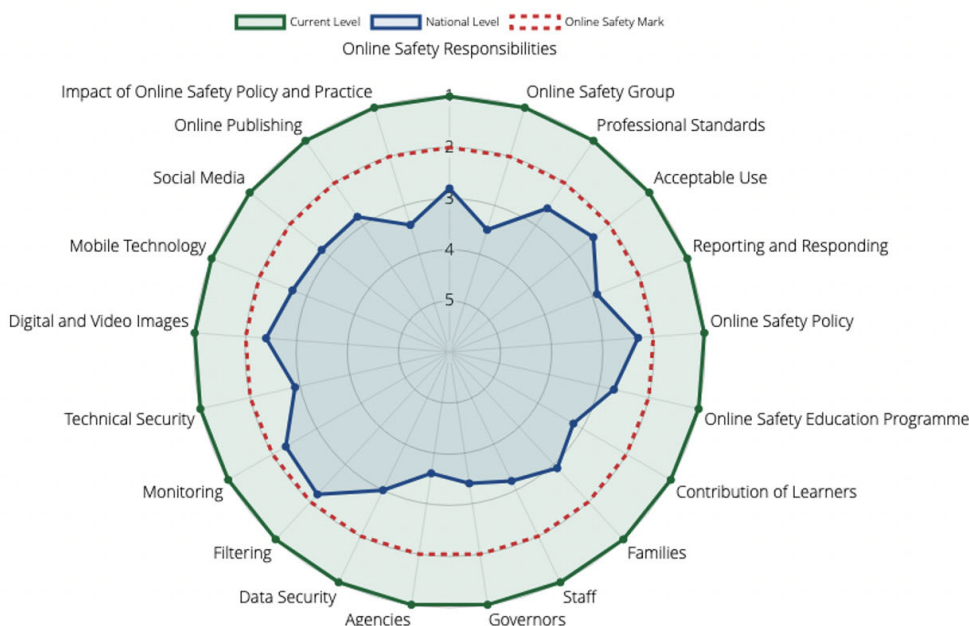 Current Level
National Level
Online Safety Mark
Online Safety Responsibilities
Impact of Online Safety Policy and Practice
Online Safety Group
Online Publishing
Professional Standards
Social Media
Acceptable Use
Mobile Technology
Reporting and Responding
Digital and Video Images
Online Safety Policy
Technical Security
Online Safety Education Programme
Monitoring
Contribution of Learners
Filtering
Families
Data Security
Staff
Agencies
Governors
1
2
3
4
5